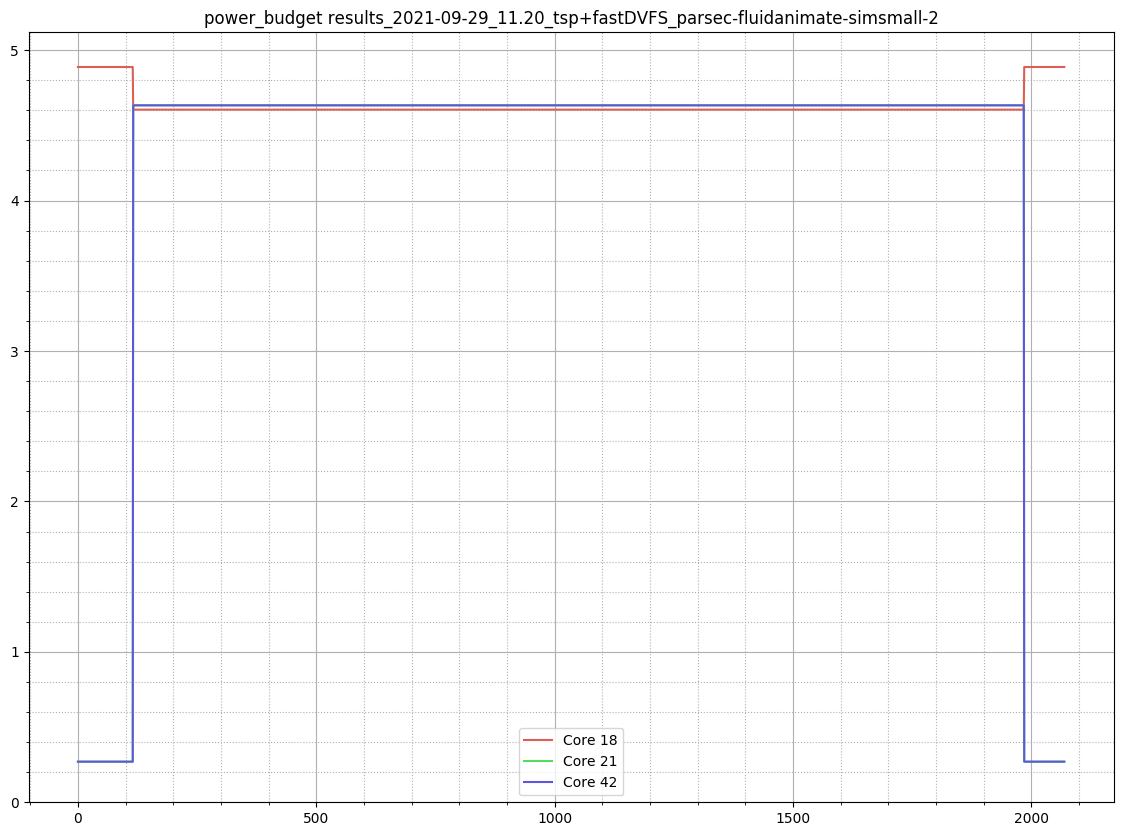 power_budget results_2021-09-29_11.20_tsp+fastDVFS_parsec-fluidanimate-simsmall-2
5
4
3
2
1
0
0 500 1000 1500 2000
Core 18
Core 21
Core 42